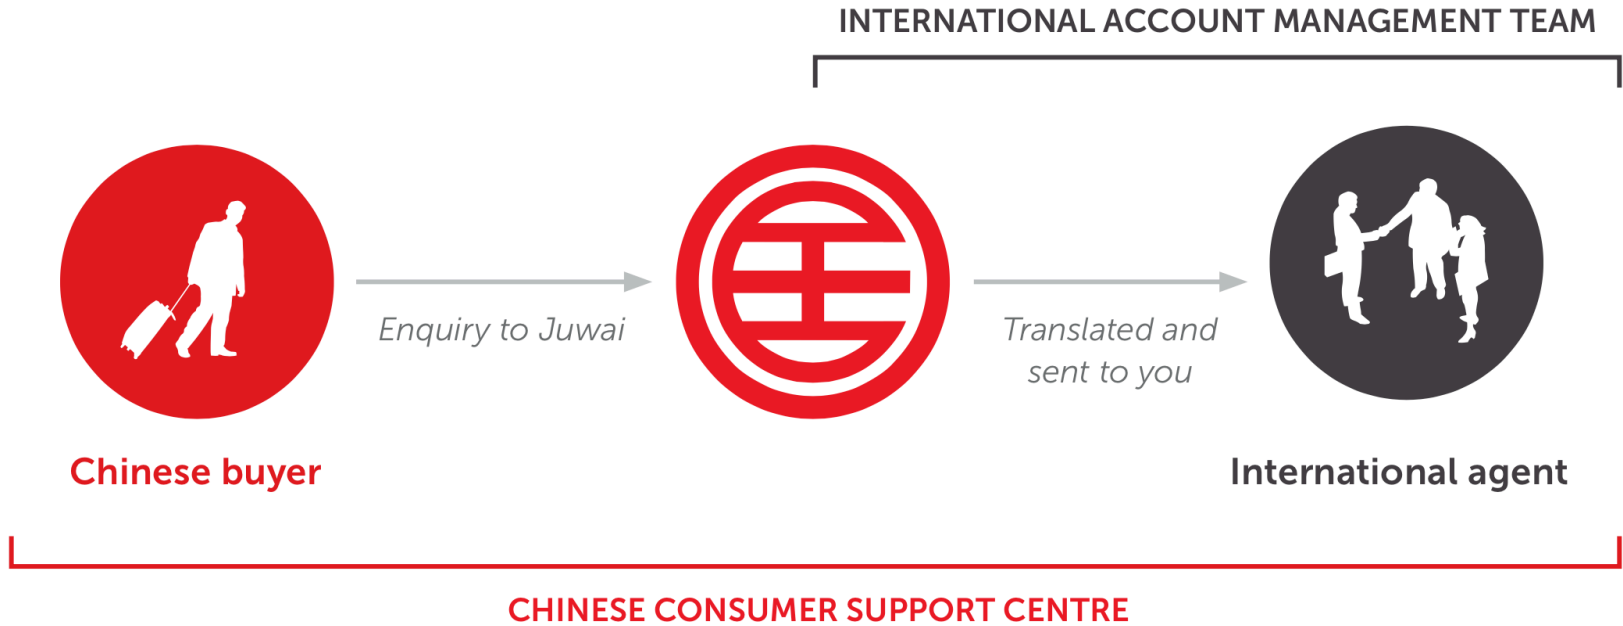 INTERNATIONAL ACCOUNT MANAGEMENT TEAM
Enquiry to Juwai
Translated and
sent to you
Chinese buyer
International agent
CHINESE CONSUMER SUPPORT CENTRE